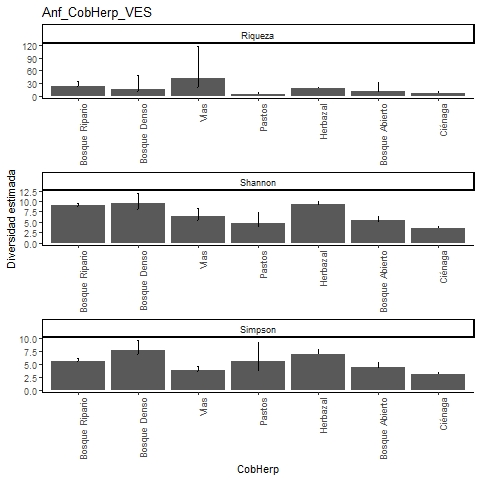 Anf_CobHerp_VES
Riqueza
120
90
60
30
0
Bosque Ripario
Bosque Denso
Vías
Pastos
Herbazal
Bosque Abierto
Ciénaga
Diversidad estimada
Shannon
12.5
10.0
7.5
5.0
2.5
0.0
Bosque Ripario
Bosque Denso
Vías
Pastos
Herbazal
Bosque Abierto
Ciénaga
Simpson
10.0
7.5
5.0
2.5
0.0
Bosque Ripario
Bosque Denso
Vías
Pastos
Herbazal
Bosque Abierto
Ciénaga
CobHerp